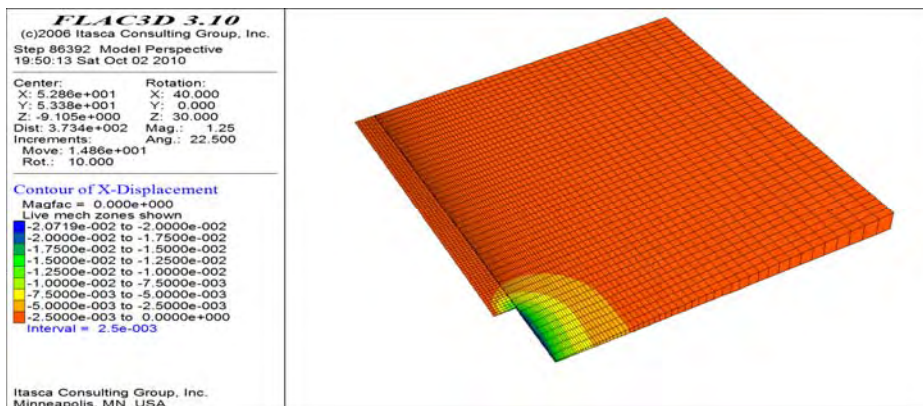 FLAC3D 3.10
(c)2006 Itasca Consulting Group, Inc.
Step 86392 Model Perspective
19:50:13 Sat Oct 02 2010
Center: Rotation:
X: 5.286e+001 X: 40.000
Y: 5.338e+001 Y: 0.000
Z: -9.105e+000 Z: 30.000
Dist: 3.734e+002 Mag.: 1.25
Increments: Ang.: 22.500
Move: 1.486e+001
Rot.: 10.000
Contour of X-Displacement
Magfac = 0.000e+000
Live mech zones shown
-2.0719e-002 to -2.0000e-002
-2.0000e-002 to -1.7500e-002
-1.7500e-002 to -1.5000e-002
-1.5000e-002 to -1.2500e-002
-1.2500e-002 to -1.0000e-002
-1.0000e-002 to -7.5000e-003
-7.5000e-003 to -5.0000e-003
-5.0000e-003 to -2.5000e-003
-2.5000e-003 to 0.0000e+000
Interval = 2.5e-003
Itasca Consulting Group, Inc.
Minneapolis, MN USA